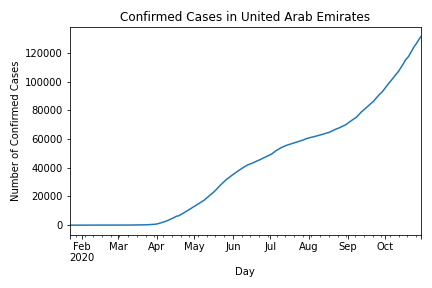 Confirmed Cases in United Arab Emirates
Number of Confirmed Cases
120000
100000
80000
60000
40000
20000
0
Feb Mar Apr May Jun Jul Aug Sep Oct
2020
Day